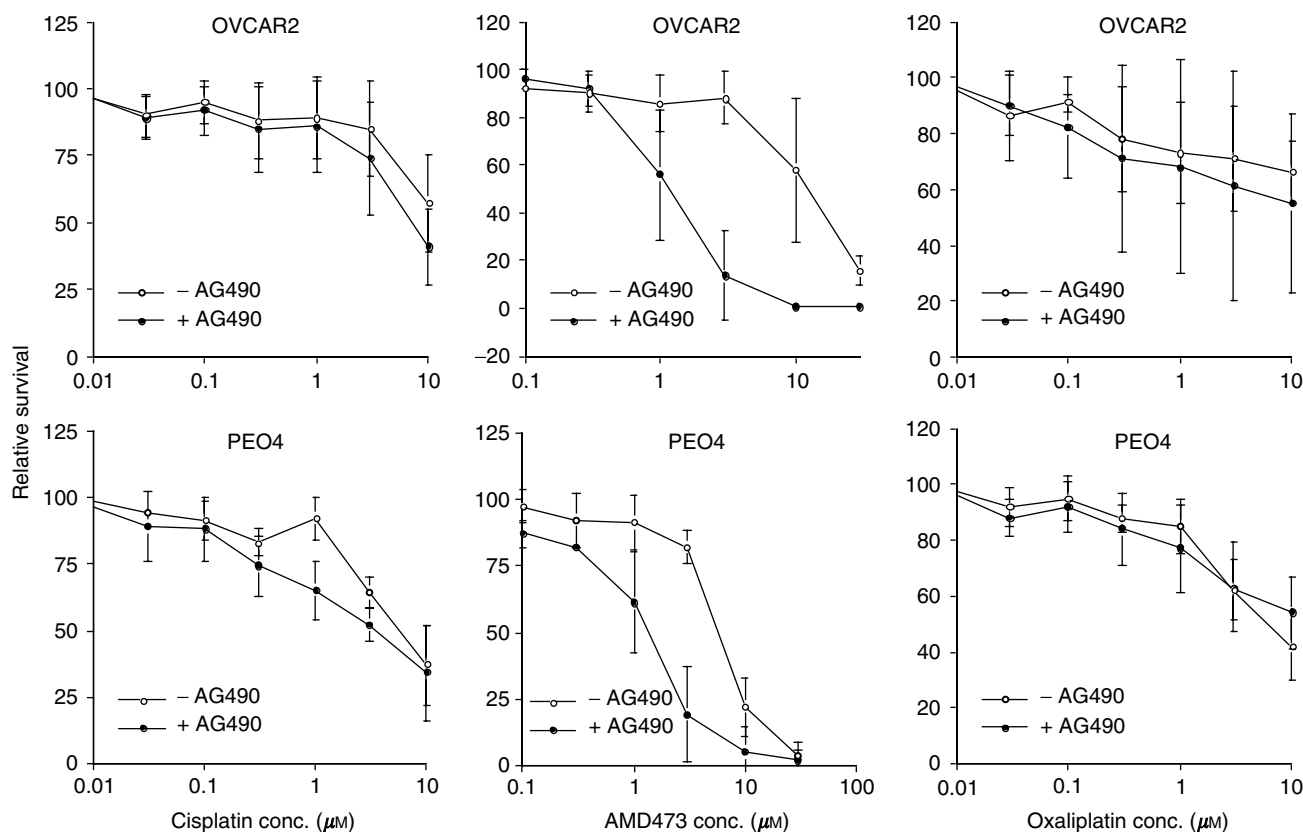 OVCAR2
125
100
75
50
25
0
− AG490
+ AG490
0.01 0.1 1 10
OVCAR2
120
100
80
60
40
20
0
−20
− AG490
+ AG490
0.1 1 10
OVCAR2
120
100
80
60
40
20
0
− AG490
+ AG490
0.01 0.1 1 10
Relative survival
PEO4
125
100
75
50
25
0
− AG490
+ AG490
0.01 0.1 1 10
Cisplatin conc. (μM)
PEO4
125
100
75
50
25
0
− AG490
+ AG490
0.1 1 10 100
AMD473 conc. (μM)
PEO4
120
100
80
60
40
20
0
− AG490
+ AG490
0.01 0.1 1 10
Oxaliplatin conc. (μM)